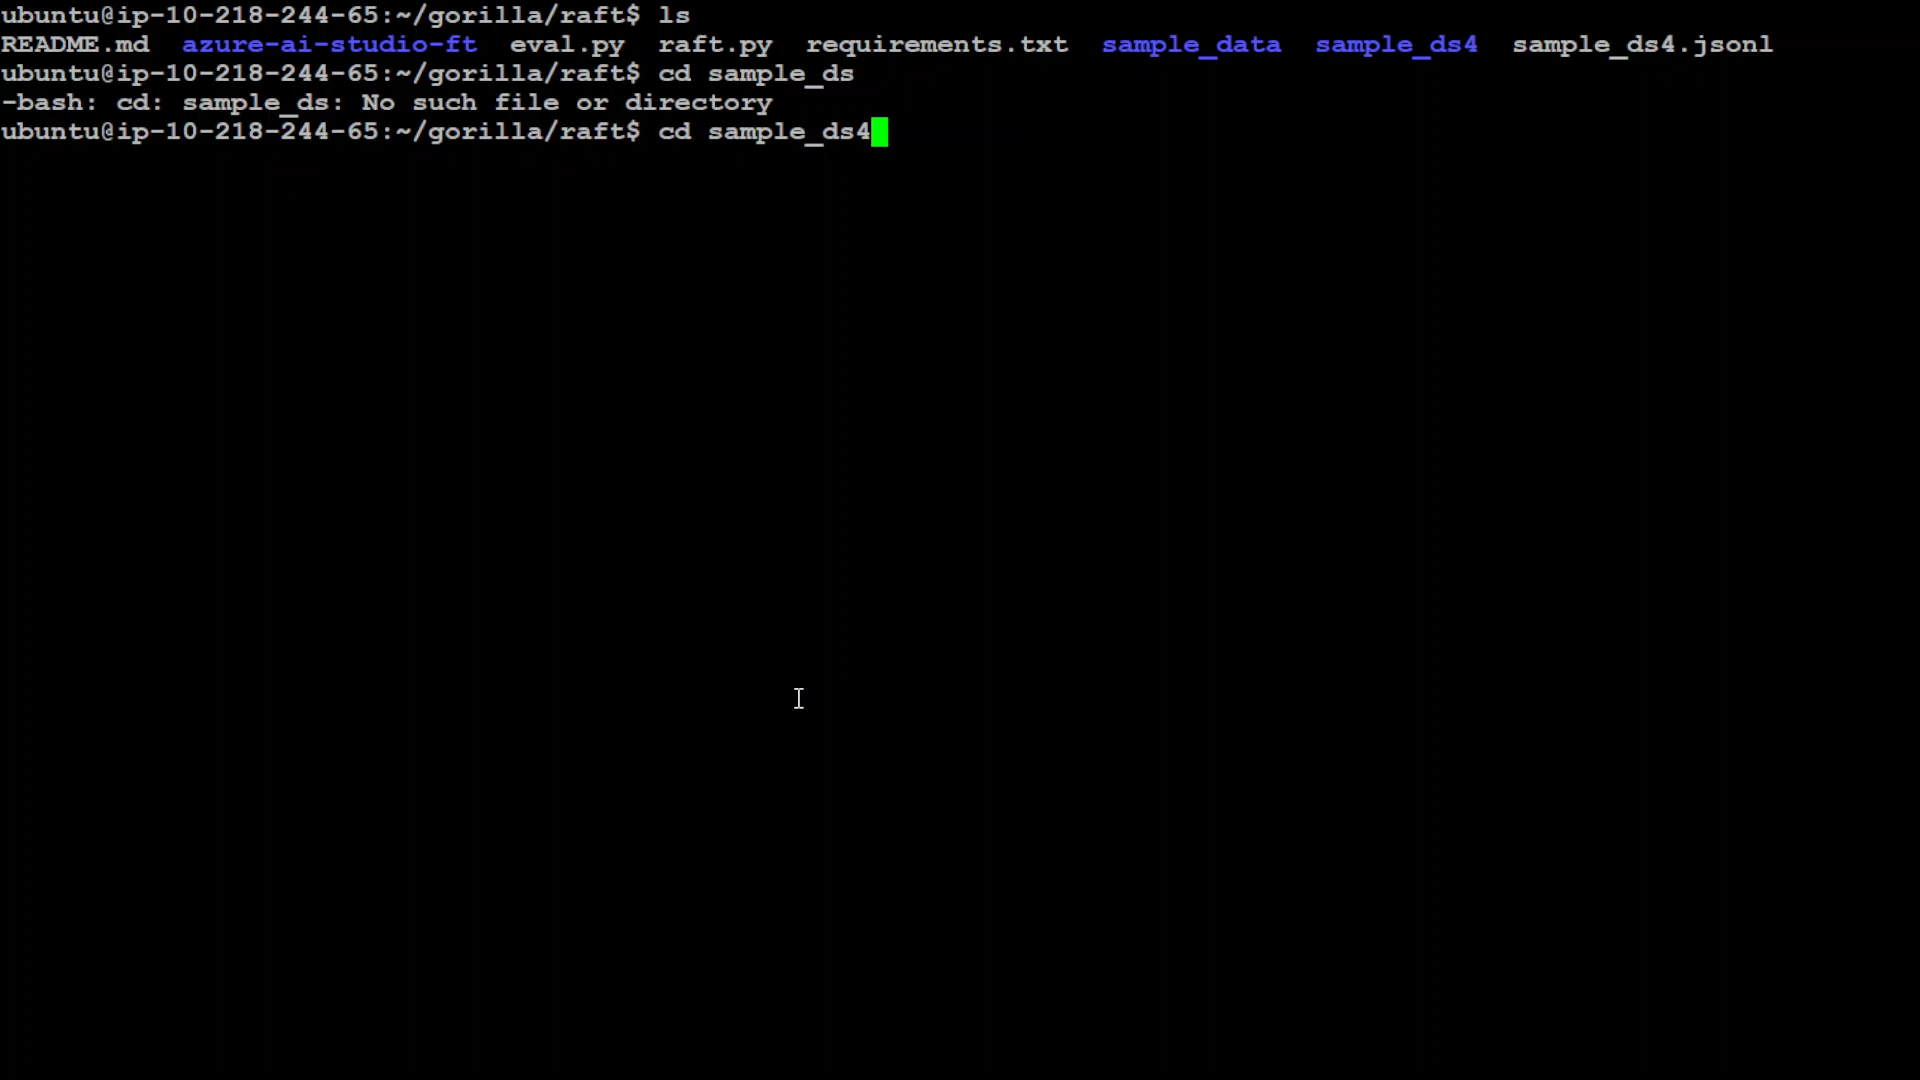 ubuntu@ip-10-218-244-65:~/gorilla/raft$ ls
README.md  azure-ai-studio-ft  eval.py  raft.py  requirements.txt  sample_data  sample_ds4  sample_ds4.jsonl
ubuntu@ip-10-218-244-65:~/gorilla/raft$ cd sample_ds
-bash: cd: sample_ds: No such file or directory
ubuntu@ip-10-218-244-65:~/gorilla/raft$ cd sample_ds4